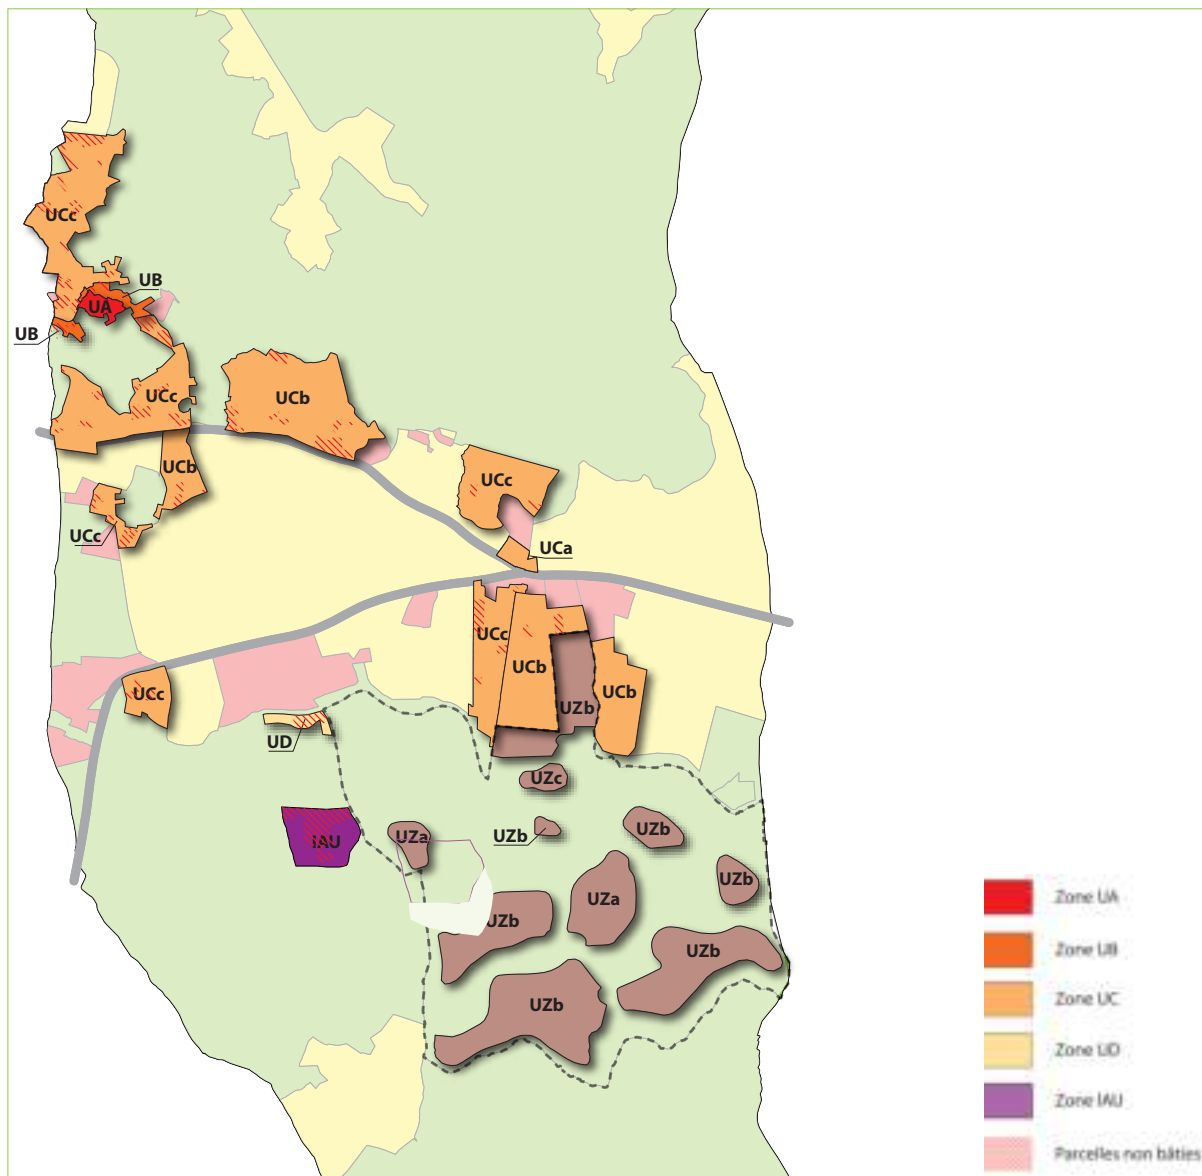 UCc
UB
UA
UB
UCc
UCb
UCb
UCc
UCc
UCa
UCc
UCb
UCb
UCc
UZb
UD
UZc
UZb
UZb
IAU
UZa
UZb
UZa
UZb
UZb
UZb
Zone UA
Zone UB
Zone UC
Zone UD
Zone IAU
Parcelles non bâties